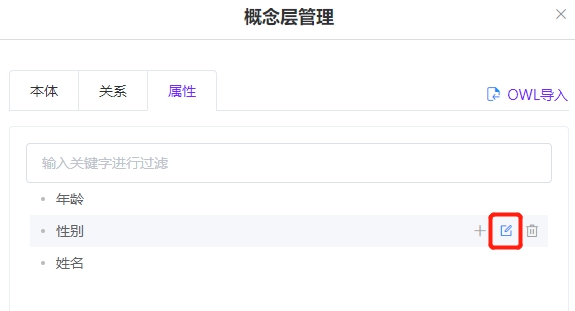 概念层管理
本体 关系 属性 OWL导入
输入关键字进行过滤
年龄
性别
姓名